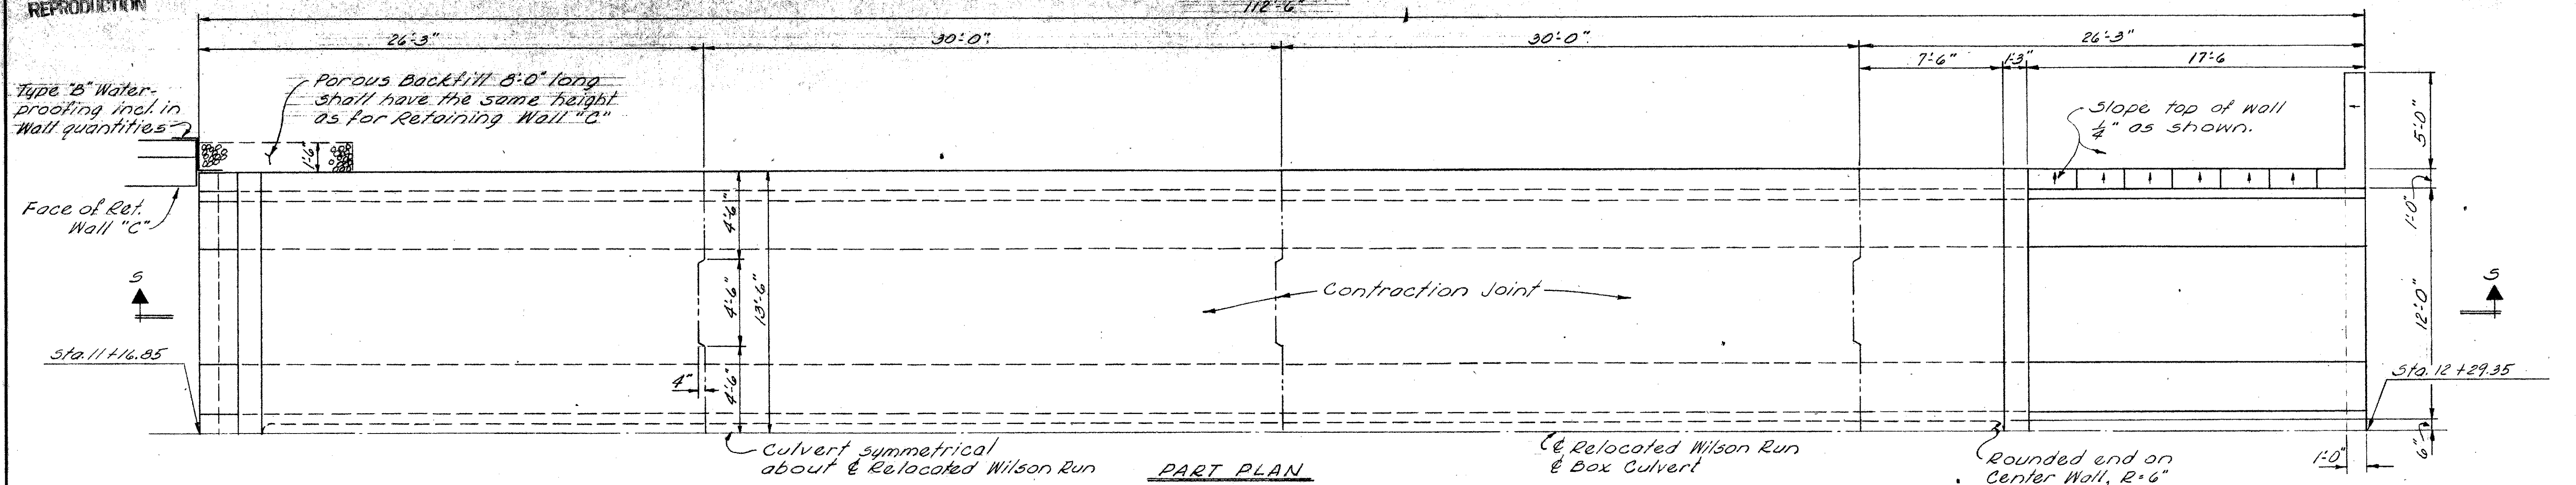 REPRODUCTION
112'-6"
26'-3"
30'-0"
30'-0"
26'-3"
7'-6"
1'-3"
17'-6
Type "B" Water-
proofing incl. in
Wall quantities
Porous Backfill 8'-0" long
shall have the same height
as for Retaining Wall "C"
1'-6"
Slope top of wall
1/4" as shown.
5'-0"
Face of Ret.
Wall "C"
4'-6"
4'-6"
4'-6"
13'-6"
4"
1'-0"
12'-0"
6"
S
S
Contraction Joint
Sta. 11+16.85
Sta. 12+29.35
Culvert symmetrical
about ℄ Relocated Wilson Run
PART PLAN
℄ Relocated Wilson Run
℄ Box Culvert
Rounded end on
Center Wall, R=6"
1'-0"